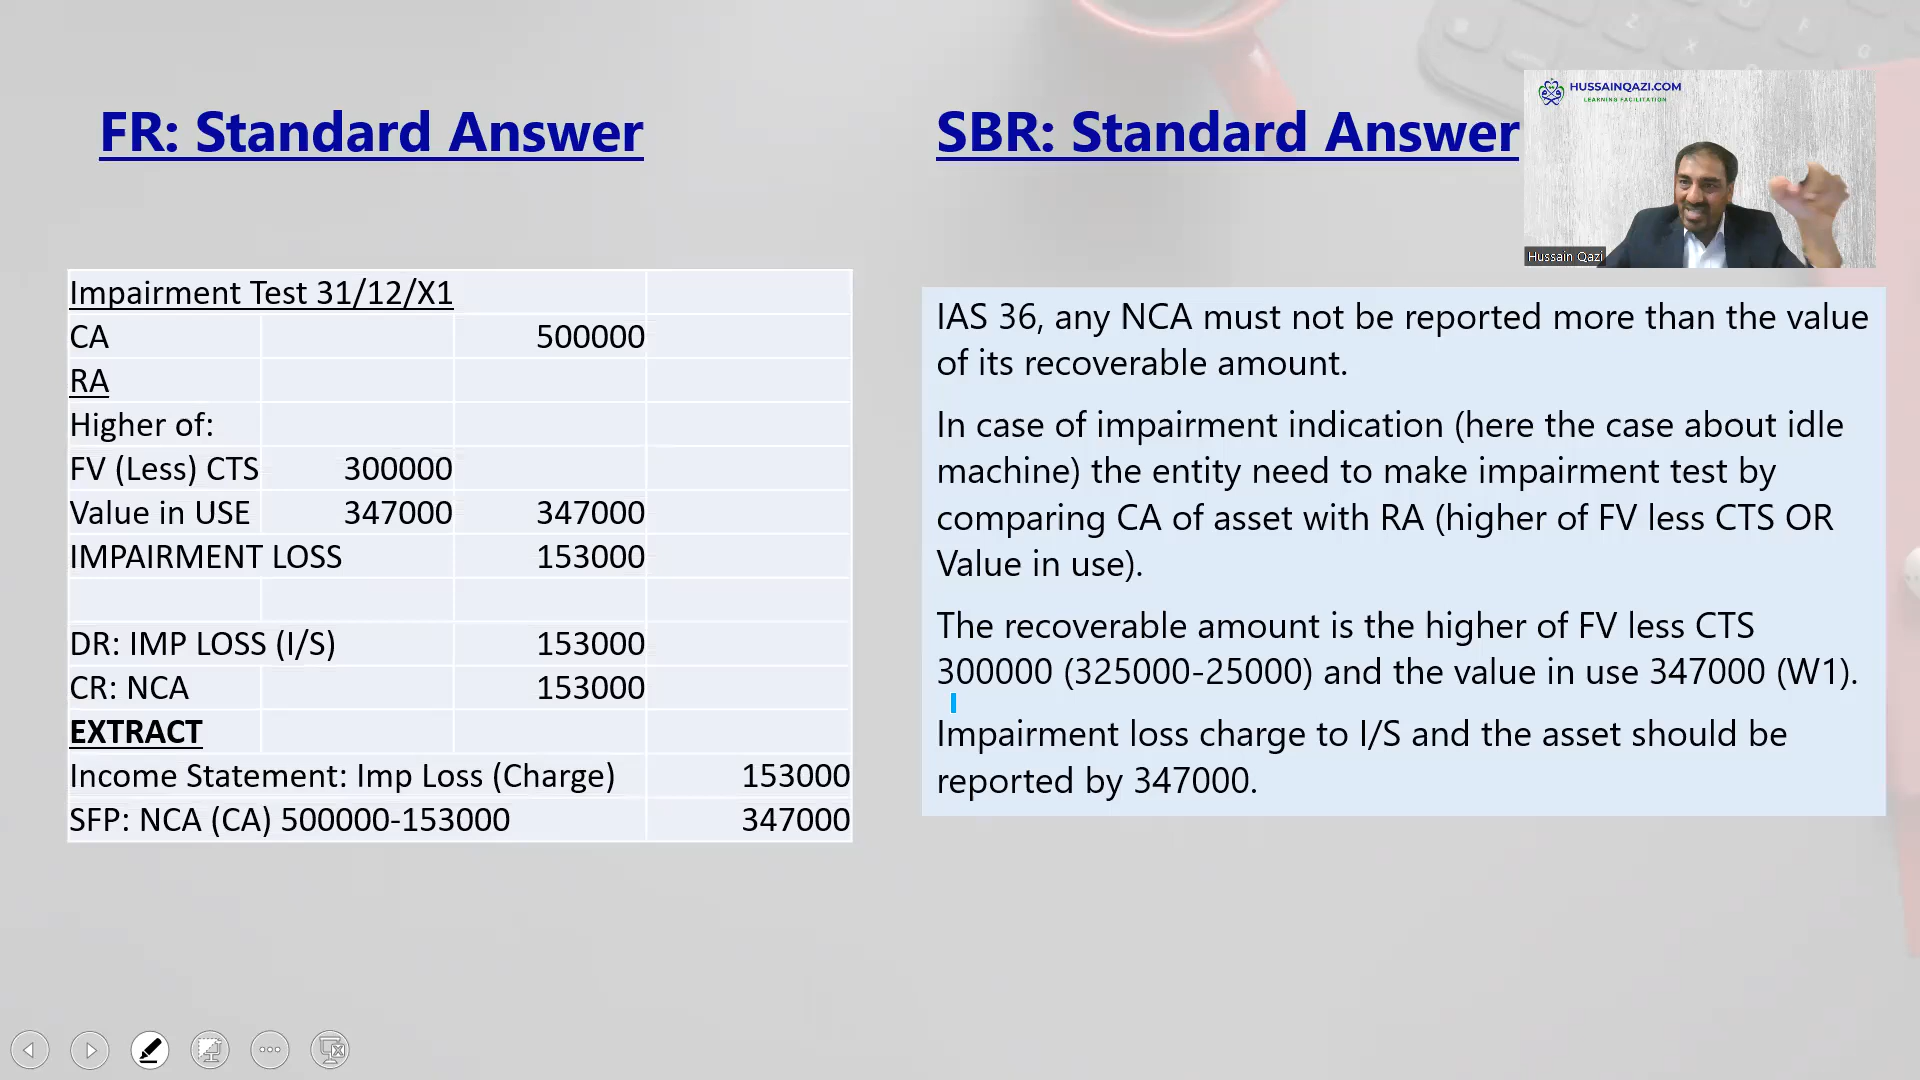 FR: Standard Answer
Impairment Test 31/12/X1
CA 500000
RA
Higher of:
FV (Less) CTS 300000
Value in USE 347000 347000
IMPAIRMENT LOSS 153000
DR: IMP LOSS (I/S) 153000
CR: NCA 153000
EXTRACT
Income Statement: Imp Loss (Charge) 153000
SFP: NCA (CA) 500000-153000 347000
SBR: Standard Answer
HUSSAINQAZI.COM
LEARNING FACILITATION
Hussain Qazi
IAS 36, any NCA must not be reported more than the value
of its recoverable amount.
In case of impairment indication (here the case about idle
machine) the entity need to make impairment test by
comparing CA of asset with RA (higher of FV less CTS OR
Value in use).
The recoverable amount is the higher of FV less CTS
300000 (325000-25000) and the value in use 347000 (W1).
Impairment loss charge to I/S and the asset should be
reported by 347000.